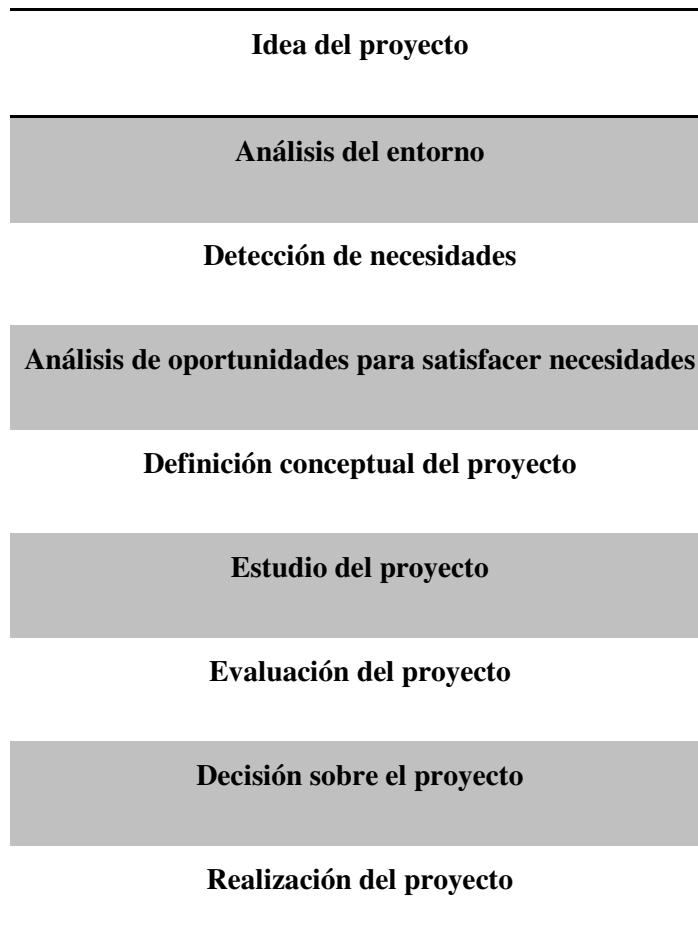 Idea del proyecto
Análisis del entorno
Detección de necesidades
Análisis de oportunidades para satisfacer necesidades
Definición conceptual del proyecto
Estudio del proyecto
Evaluación del proyecto
Decisión sobre el proyecto
Realización del proyecto